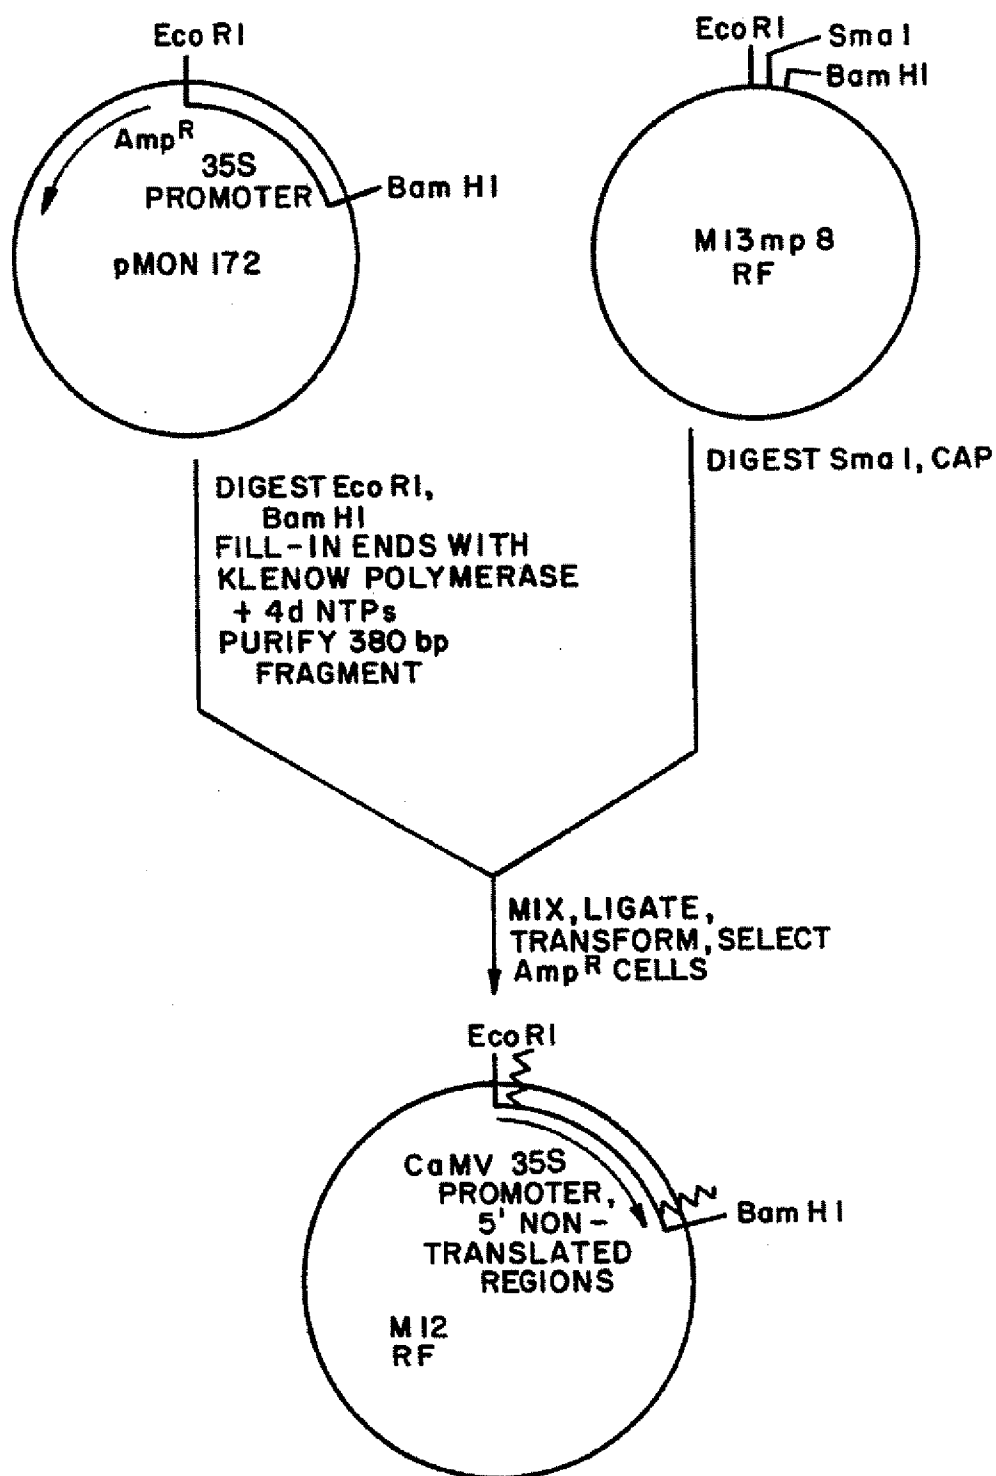 Eco RI
Amp R
35S
PROMOTER
Bam HI
pMON 172
Eco RI
Sma I
Bam HI
M13mp 8
RF
DIGEST Eco RI,
Bam HI
FILL-IN ENDS WITH
KLENOW POLYMERASE
+ 4d NTPs
PURIFY 380 bp
FRAGMENT
DIGEST Sma I, CAP
MIX, LIGATE,
TRANSFORM, SELECT
Amp R CELLS
Eco RI
CaMV 35S
PROMOTER,
5' NON-
TRANSLATED
REGIONS
Bam HI
M12
RF